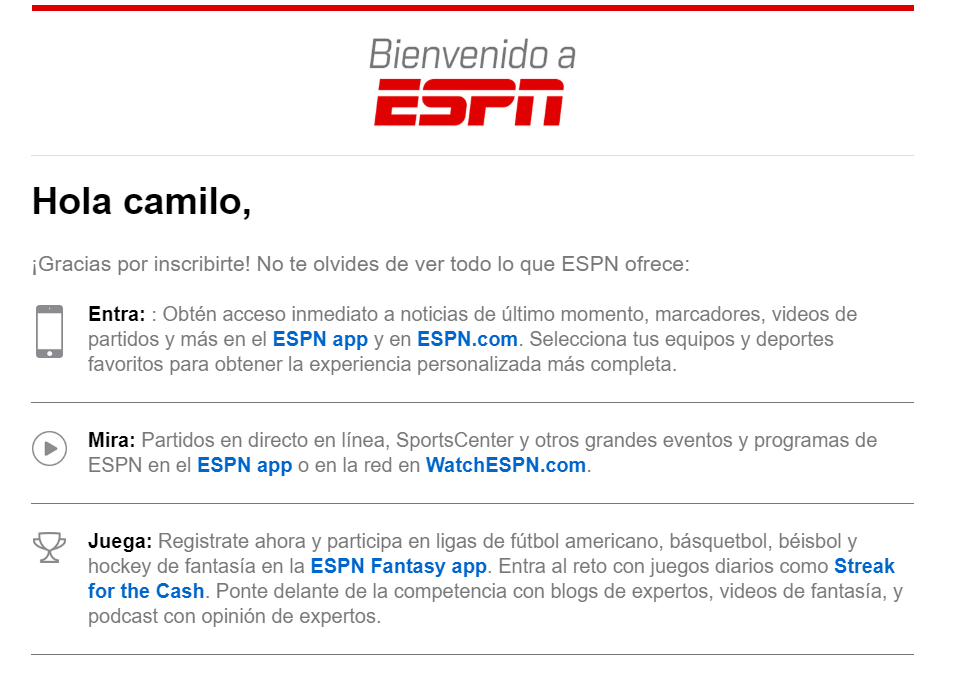 Bienvenido a
ESPN
Hola camilo,
¡Gracias por inscribirte! No te olvides de ver todo lo que ESPN ofrece:
Entra: : Obtén acceso inmediato a noticias de último momento, marcadores, videos de
partidos y más en el ESPN app y en ESPN.com. Selecciona tus equipos y deportes
favoritos para obtener la experiencia personalizada más completa.
Mira: Partidos en directo en línea, SportsCenter y otros grandes eventos y programas de
ESPN en el ESPN app o en la red en WatchESPN.com.
Juega: Registrate ahora y participa en ligas de fútbol americano, básquetbol, béisbol y
hockey de fantasía en la ESPN Fantasy app. Entra al reto con juegos diarios como Streak
for the Cash. Ponte delante de la competencia con blogs de expertos, videos de fantasía, y
podcast con opinión de expertos.